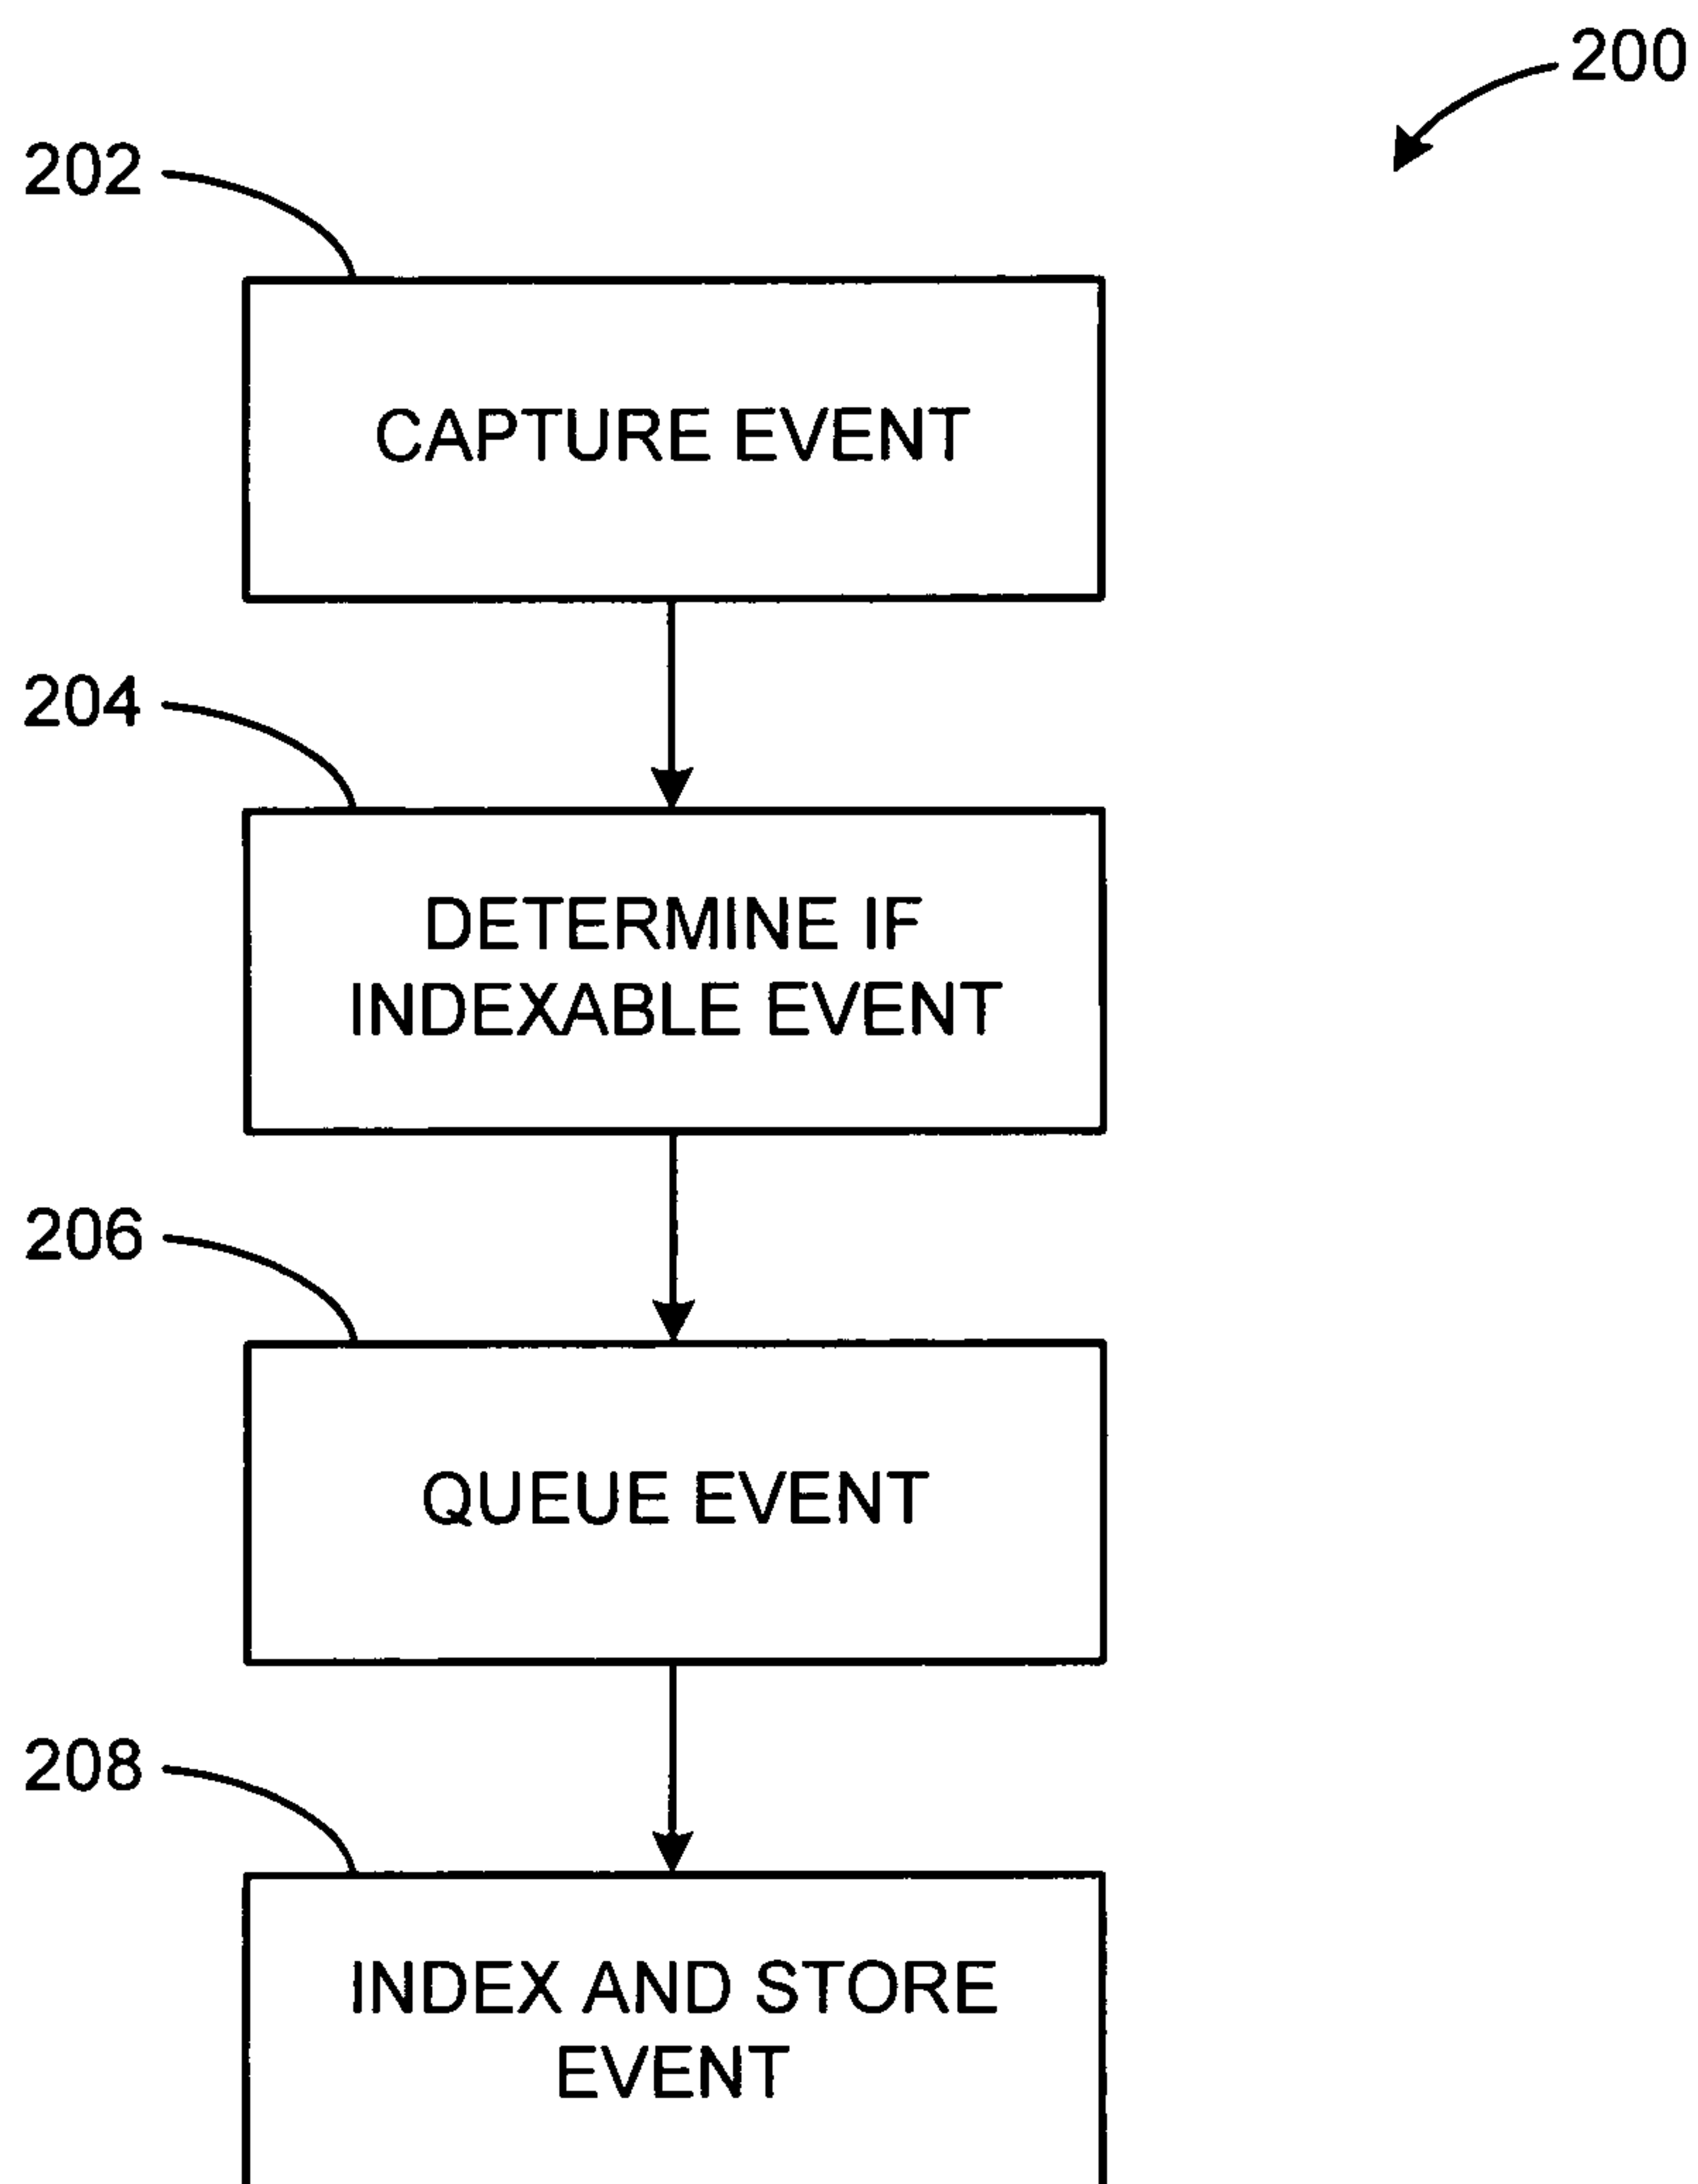 200
202
CAPTURE EVENT
204
DETERMINE IF
INDEXABLE EVENT
206
QUEUE EVENT
208
INDEX AND STORE
EVENT